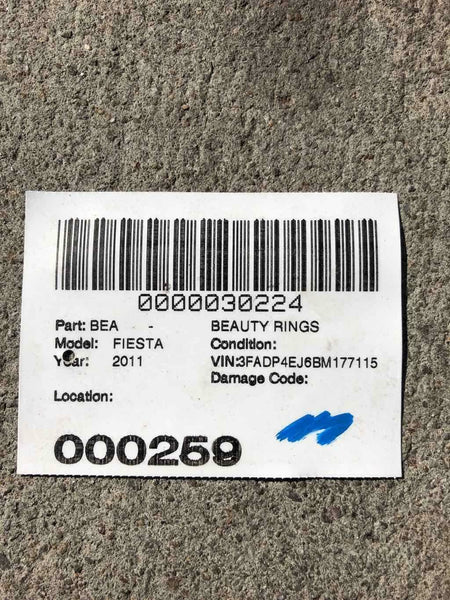 0000030224
Part: BEA - BEAUTY RINGS
Model: FIESTA Condition:
Year: 2011 VIN:3FADP4EJ6BM177115
Damage Code:
Location:
000259